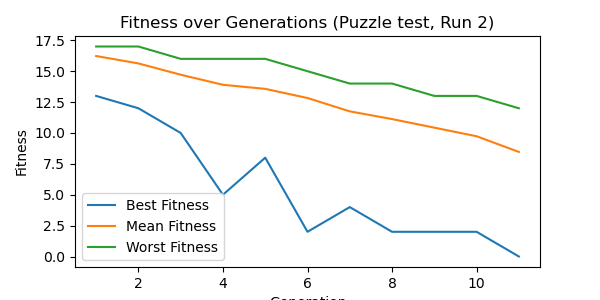 Fitness over Generations (Puzzle test, Run 2)
17.5
15.0
12.5
10.0
7.5
5.0
2.5
0.0
Fitness
Best Fitness
Mean Fitness
Worst Fitness
2 4 6 8 10
Generation